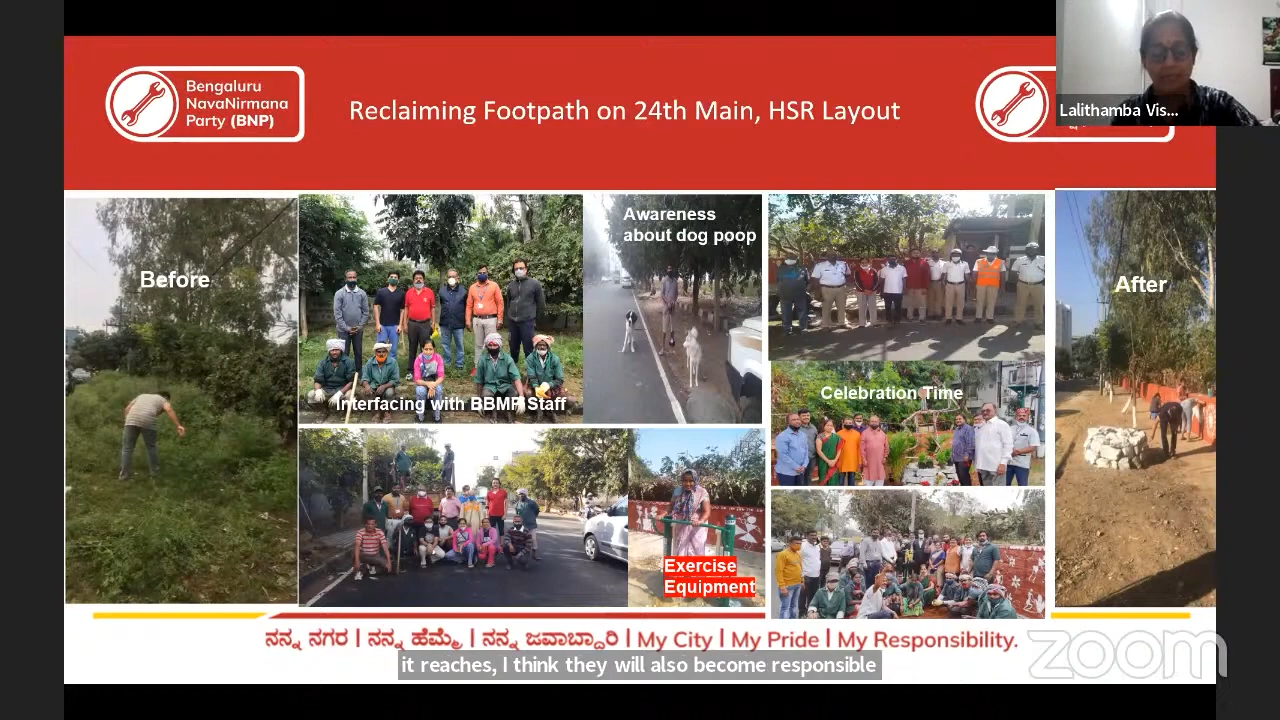 Bengaluru
NavaNirmana
Party (BNP)
Reclaiming Footpath on 24th Main, HSR Layout
Lalithamba Vis...
Before
Interfacing with BBMP Staff
Awareness
about dog poop
Exercise
Equipment
Celebration Time
After
ನನ್ನ ನಗರ | ನನ್ನ ಹೆಮ್ಮೆ | ನನ್ನ ಜವಾಬ್ದಾರಿ | My City | My Pride | My Responsibility.
it reaches, I think they will also become responsible
zoom